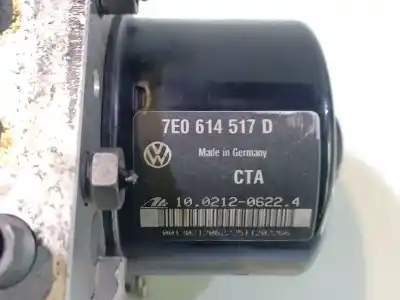 7E0 614 517 D
Made in Germany
CTA
10.0212-0622.4